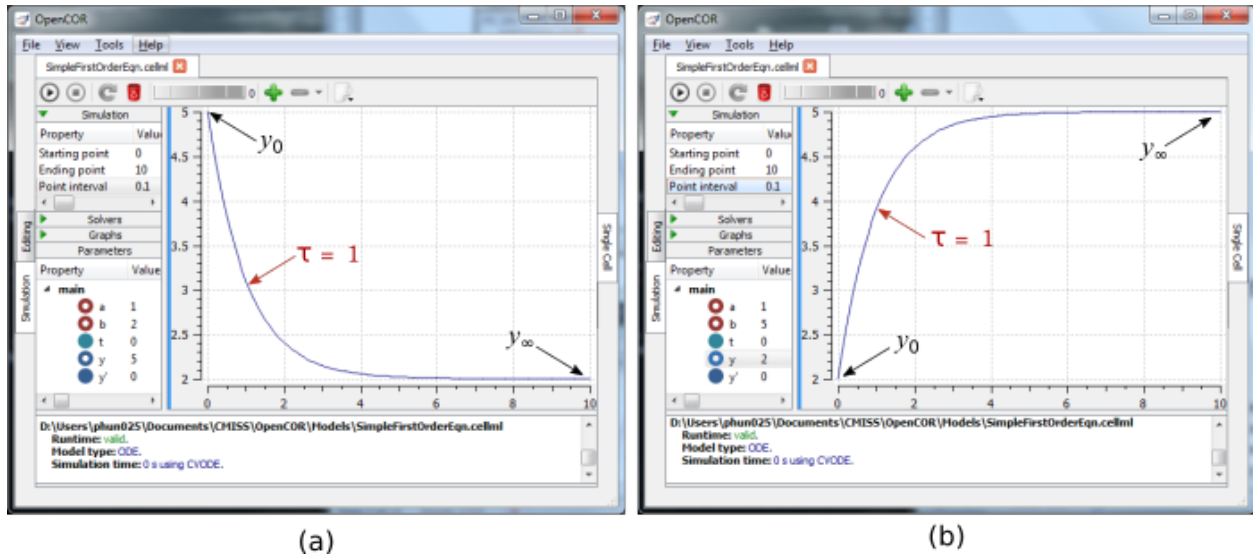 OpenCOR
File View Tools Help
SimpleFirstOrderEqn.cellml
0
Simulation
Property Valu
Starting point 0
Ending point 10
Point interval 0.1
Solvers
Graphs
Parameters
Property Value
main
a 1
b 2
t 0
y 5
y' 0
Editing
Simulation
Single Cell
5
4.5
4
3.5
3
2.5
2
0 2 4 6 8 10
y₀
τ = 1
y∞
D:\Users\phun025\Documents\CMISS\OpenCOR\Models\SimpleFirstOrderEqn.cellml
Runtime: valid.
Model type: ODE.
Simulation time: 0 s using CVODE.
(a)
OpenCOR
File View Tools Help
SimpleFirstOrderEqn.cellml
0
Simulation
Property Valu
Starting point 0
Ending point 10
Point interval 0.1
Solvers
Graphs
Parameters
Property Value
main
a 1
b 5
t 0
y 2
y' 0
Editing
Simulation
Single Cell
5
4.5
4
3.5
3
2.5
2
0 2 4 6 8 10
y∞
τ = 1
y₀
D:\Users\phun025\Documents\CMISS\OpenCOR\Models\SimpleFirstOrderEqn.cellml
Runtime: valid.
Model type: ODE.
Simulation time: 0 s using CVODE.
(b)